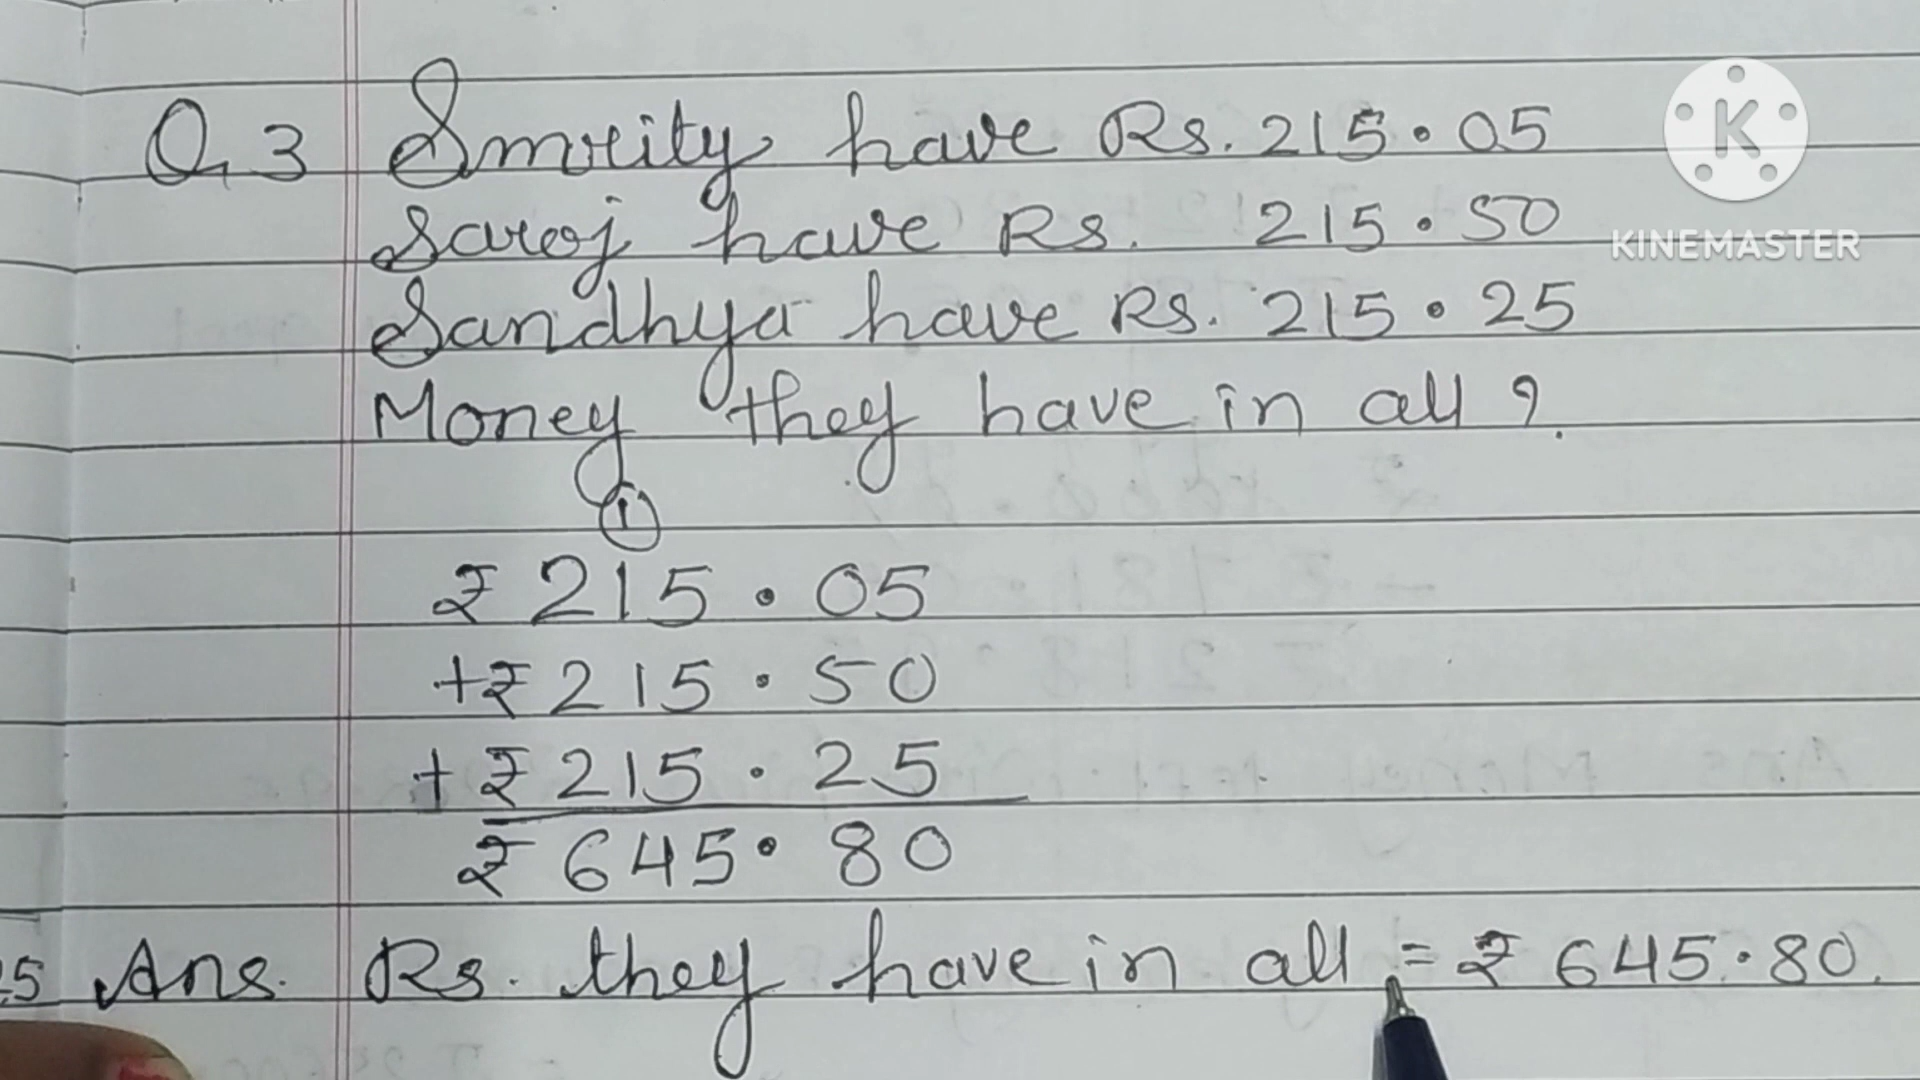 Q.3 Smrity have Rs. 215.05
Saroj have Rs. 215.50
Sandhya have Rs. 215.25
Money they have in all ?
1
₹ 215.05
+₹ 215.50
+ ₹ 215.25
₹ 645.80
Ans. Rs. they have in all = ₹ 645.80.
K
KINEMASTER